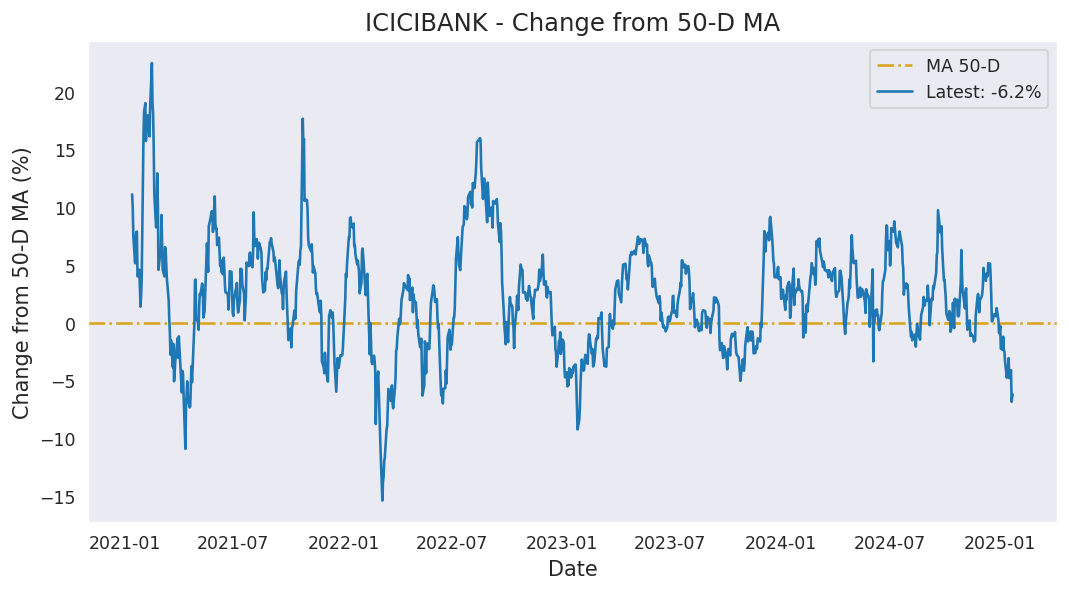 ICICIBANK - Change from 50-D MA
MA 50-D
Latest: -6.2%
Change from 50-D MA (%)
20
15
10
5
0
−5
−10
−15
2021-01 2021-07 2022-01 2022-07 2023-01 2023-07 2024-01 2024-07 2025-01
Date